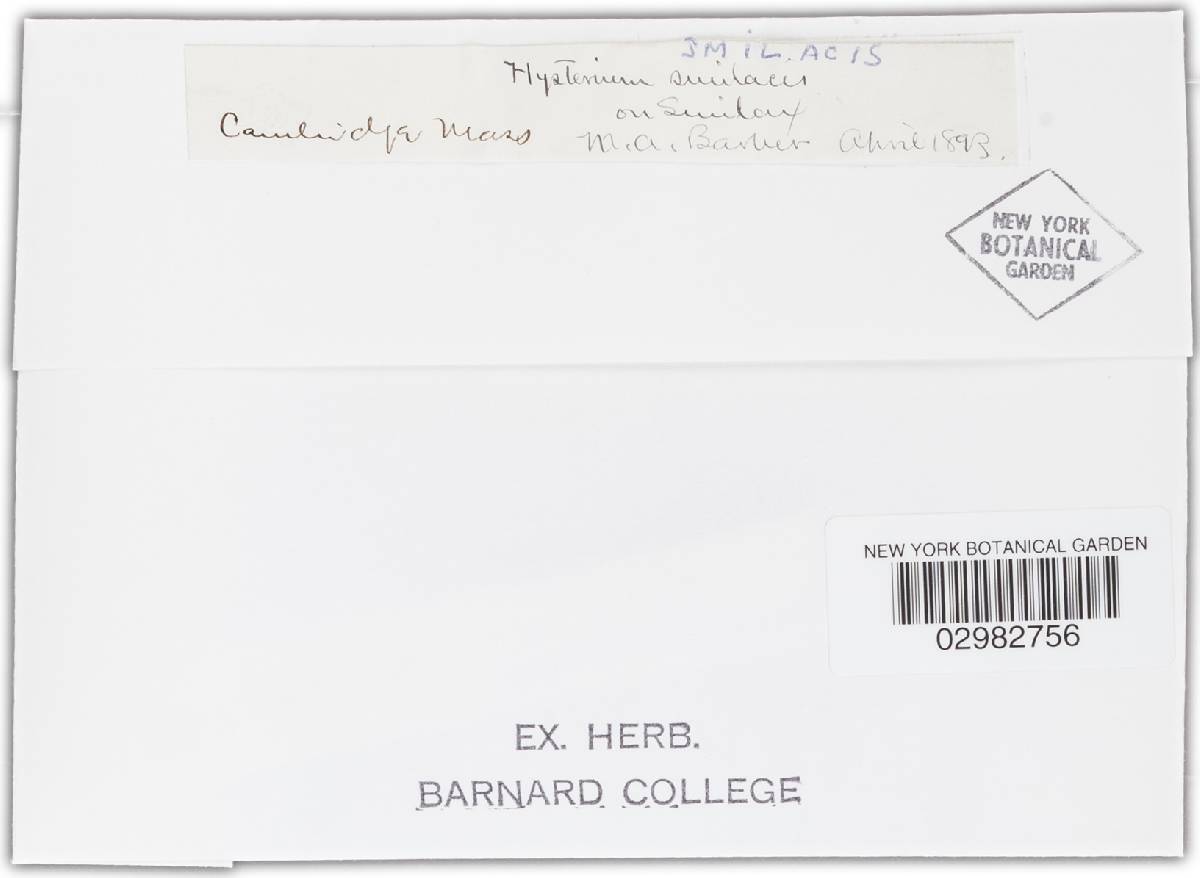 SMILACIS
Hysterium smilacis
on Smilax
Cambridge Mass M.A. Barber April 1893.
NEW YORK
BOTANICAL
GARDEN
NEW YORK BOTANICAL GARDEN
02982756
EX. HERB.
BARNARD COLLEGE